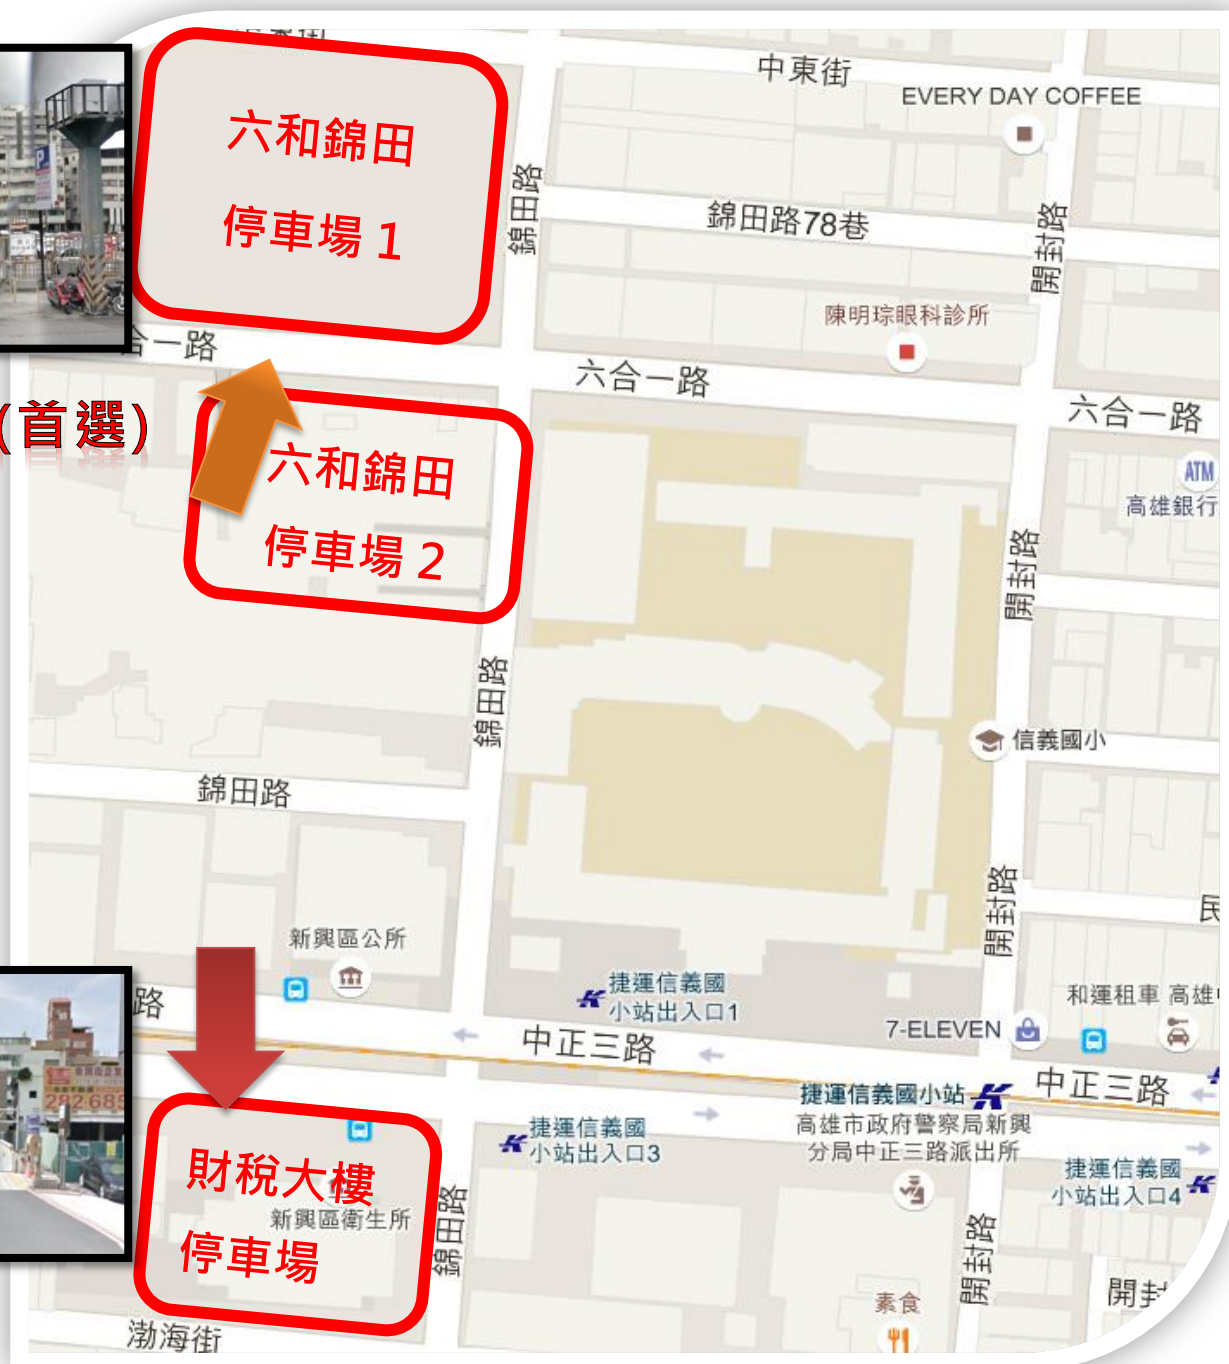 中東街
EVERY DAY COFFEE
六和錦田
停車場 1
錦田路
錦田路78巷
開封路
陳明琮眼科診所
合一路
六合一路
六合一路
(首選)
六和錦田
停車場 2
ATM
高雄銀行
開封路
錦田路
信義國小
錦田路
開封路
民
新興區公所
捷運信義國
小站出入口1
路
中正三路
7-ELEVEN
和運租車 高雄
中正三路
捷運信義國小站
高雄市政府警察局新興
分局中正三路派出所
捷運信義國
小站出入口3
捷運信義國
小站出入口4
282-685
財稅大樓
新興區衛生所
停車場
錦田路
開封路
開封
素食
渤海街